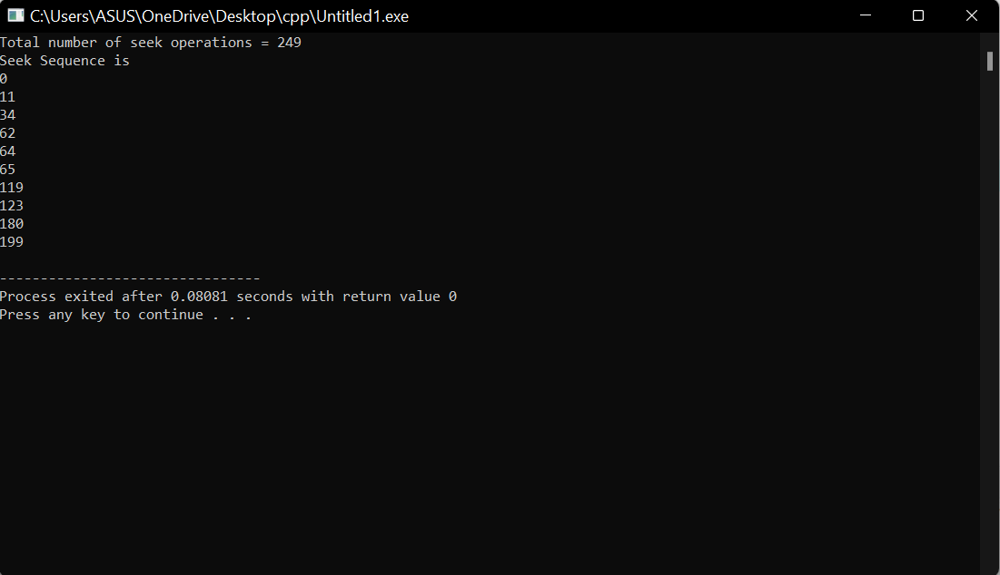 C:\Users\ASUS\OneDrive\Desktop\cpp\Untitled1.exe
Total number of seek operations = 249
Seek Sequence is
0
11
34
62
64
65
119
123
180
199
--------------------------------
Process exited after 0.08081 seconds with return value 0
Press any key to continue . . .